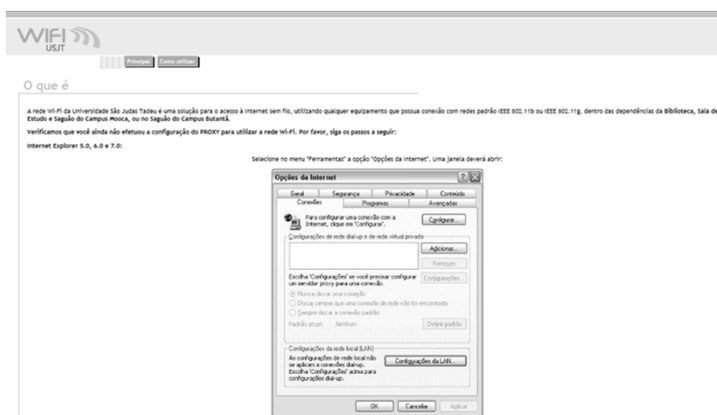 WIFI
USJT
Principal Como utilizar
O que é
A rede Wi-Fi da Universidade São Judas Tadeu é uma solução para o acesso à internet sem fio, utilizando qualquer equipamento que possua conexão com redes padrão IEEE 802.11b ou IEEE 802.11g, dentro das dependências da Biblioteca, Sala de
Estudo e Saguão do Campus Mooca, ou no Saguão do Campus Butantã.
Verificamos que você ainda não efetuou a configuração do PROXY para utilizar a rede Wi-Fi. Por favor, siga os passos a seguir:
Internet Explorer 5.0, 6.0 e 7.0:
Selecione no menu "Ferramentas" a opção "Opções da Internet". Uma janela deverá abrir:
Opções da Internet
Geral Segurança Privacidade Conteúdo
Conexões Programas Avançadas
Para configurar uma conexão com a
Internet, clique em 'Configurar'.
Configurar...
Configurações de rede dial-up e de rede virtual privada
Adicionar...
Remover
Escolha 'Configurações' se você precisar configurar
um servidor proxy para uma conexão.
Configurações...
Nunca discar uma conexão
Discar sempre que uma conexão de rede não for encontrada
Sempre discar a conexão padrão
Padrão atual: Nenhum
Definir padrão
Configurações da rede local (LAN)
As configurações de rede local não
se aplicam a conexões dial-up.
Escolha 'Configurações' acima para
configurações dial-up.
Configurações da LAN...
OK Cancelar Aplicar